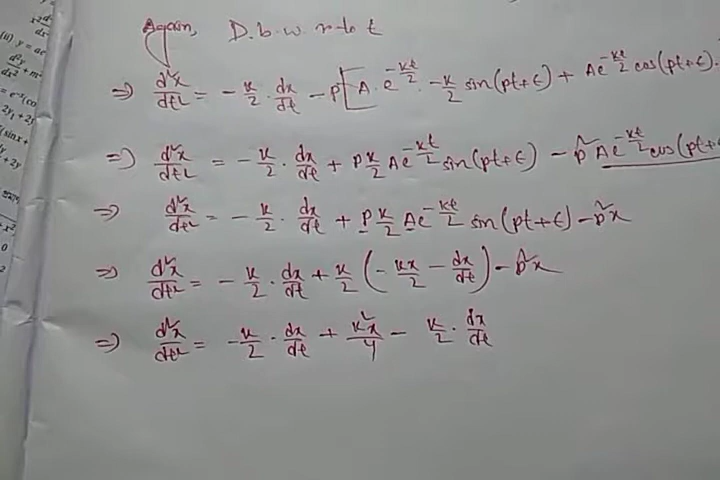 Again, D.b.w.r.to t
⇒ d²x/dt² = -k/2 · dx/dt - P[A · e^(-kt/2) · -k/2 sin(pt+ε) + Ae^(-kt/2) cos(pt+ε).
⇒ d²x/dt² = -k/2 · dx/dt + P k/2 Ae^(-kt/2) sin(pt+ε) - p² Ae^(-kt/2) cos(pt+
⇒ d²x/dt² = -k/2 · dx/dt + P k/2 Ae^(-kt/2) sin(pt+ε) - p²x
⇒ d²x/dt² = -k/2 · dx/dt + k/2 (-kx/2 - dx/dt) - p²x
⇒ d²x/dt² = -k/2 · dx/dt + k²x/4 - k/2 · dx/dt